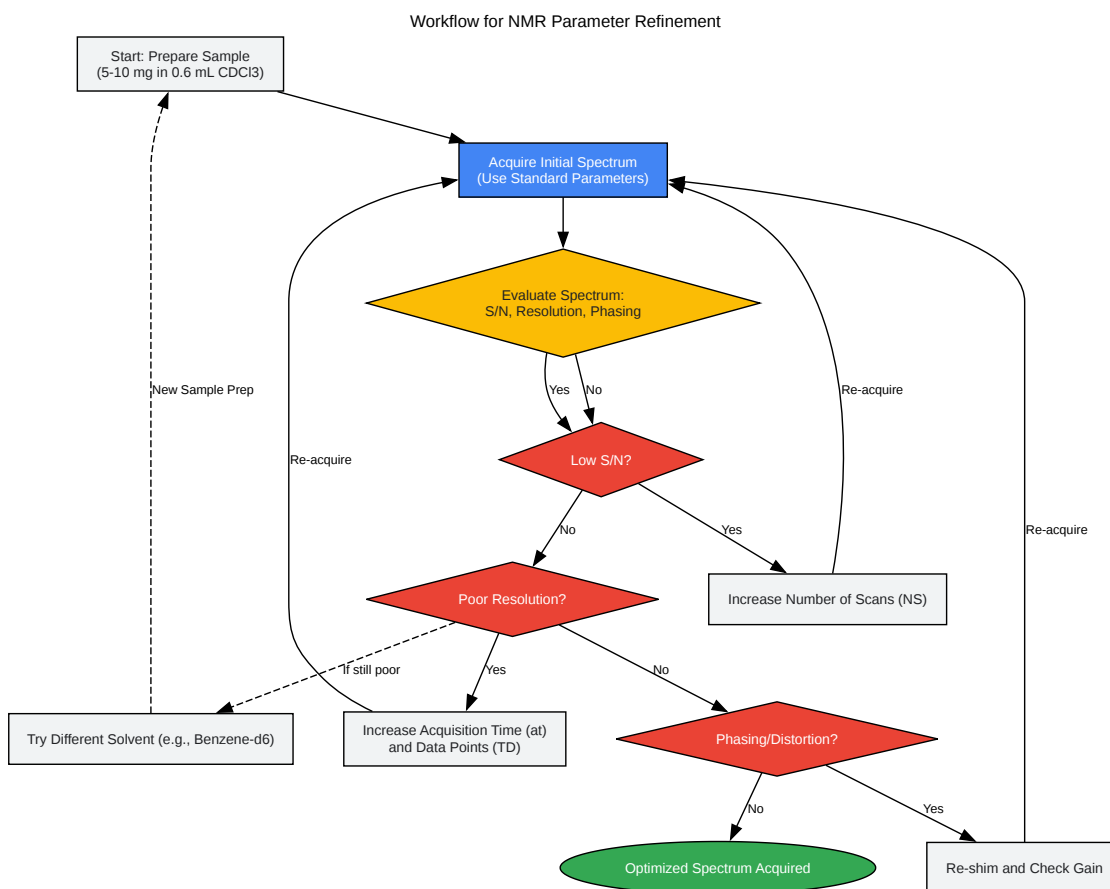 Workflow for NMR Parameter Refinement
Start: Prepare Sample
(5-10 mg in 0.6 mL CDCl3)
Acquire Initial Spectrum
(Use Standard Parameters)
Evaluate Spectrum:
S/N, Resolution, Phasing
New Sample Prep
Yes
No
Re-acquire
Re-acquire
Low S/N?
No
Yes
Re-acquire
Poor Resolution?
Increase Number of Scans (NS)
If still poor
Yes
No
Try Different Solvent (e.g., Benzene-d6)
Increase Acquisition Time (at)
and Data Points (TD)
Phasing/Distortion?
No
Yes
Optimized Spectrum Acquired
Re-shim and Check Gain